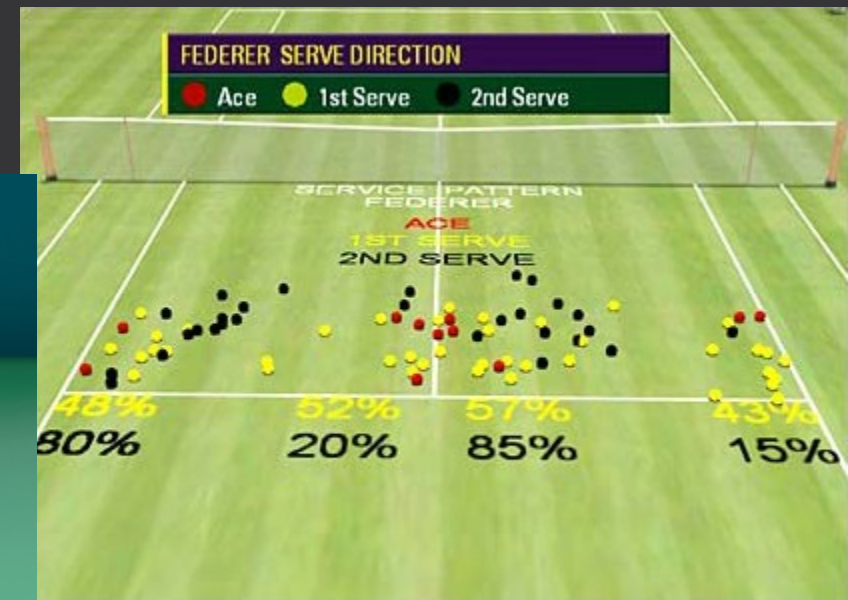 FEDERER SERVE DIRECTION
Ace 1st Serve 2nd Serve
SERVICE PATTERN
FEDERER
ACE
1ST SERVE
2ND SERVE
48% 52% 57% 43%
80% 20% 85% 15%